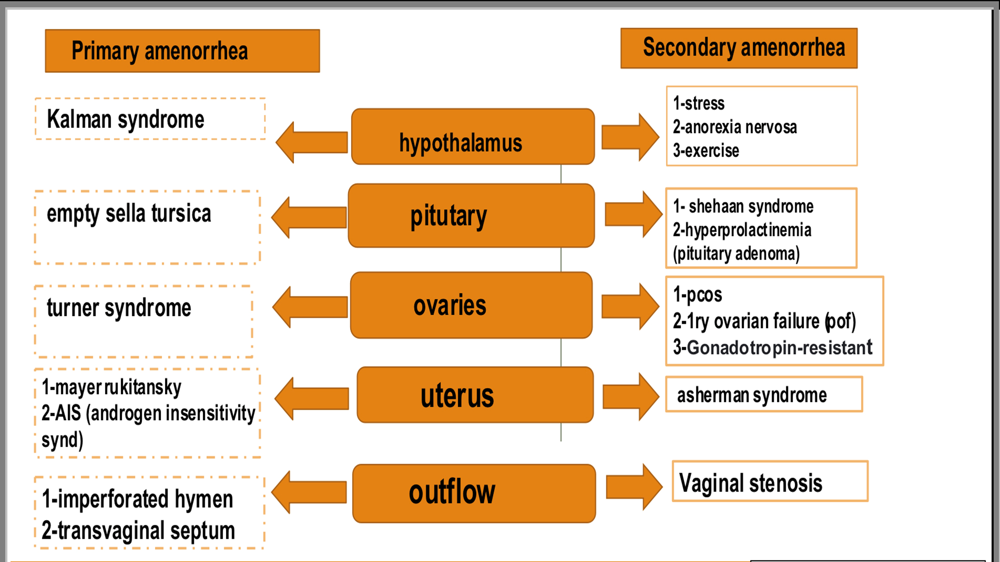 Primary amenorrhea
Secondary amenorrhea
Kalman syndrome
hypothalamus
1-stress
2-anorexia nervosa
3-exercise
empty sella tursica
pitutary
1- shehaan syndrome
2-hyperprolactinemia
(pituitary adenoma)
turner syndrome
ovaries
1-pcos
2-1ry ovarian failure (pof)
3-Gonadotropin-resistant
1-mayer rukitansky
2-AIS (androgen insensitivity
synd)
uterus
asherman syndrome
1-imperforated hymen
2-transvaginal septum
outflow
Vaginal stenosis